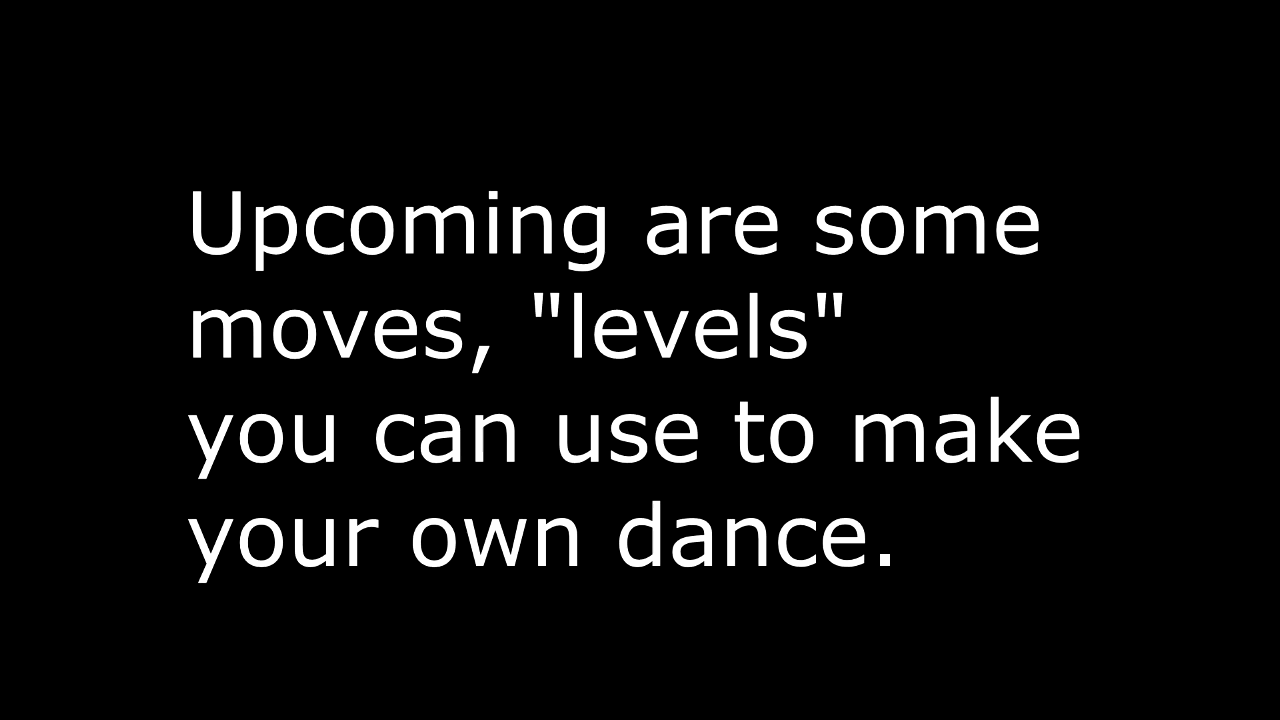 Upcoming are some
moves, "levels"
you can use to make
your own dance.